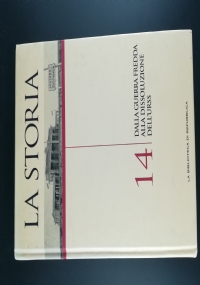 LA STORIA
14
DALLA GUERRA FREDDA
ALLA DISSOLUZIONE
DELL'URSS
LA BIBLIOTECA DI REPUBBLICA